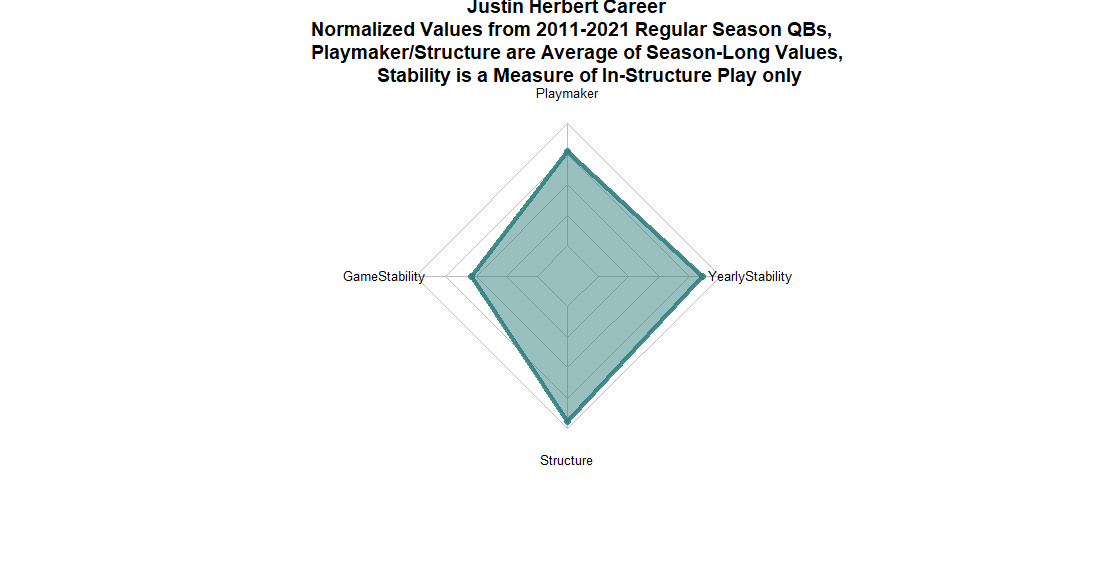 Justin Herbert Career
Normalized Values from 2011-2021 Regular Season QBs,
Playmaker/Structure are Average of Season-Long Values,
Stability is a Measure of In-Structure Play only
Playmaker
GameStability
YearlyStability
Structure